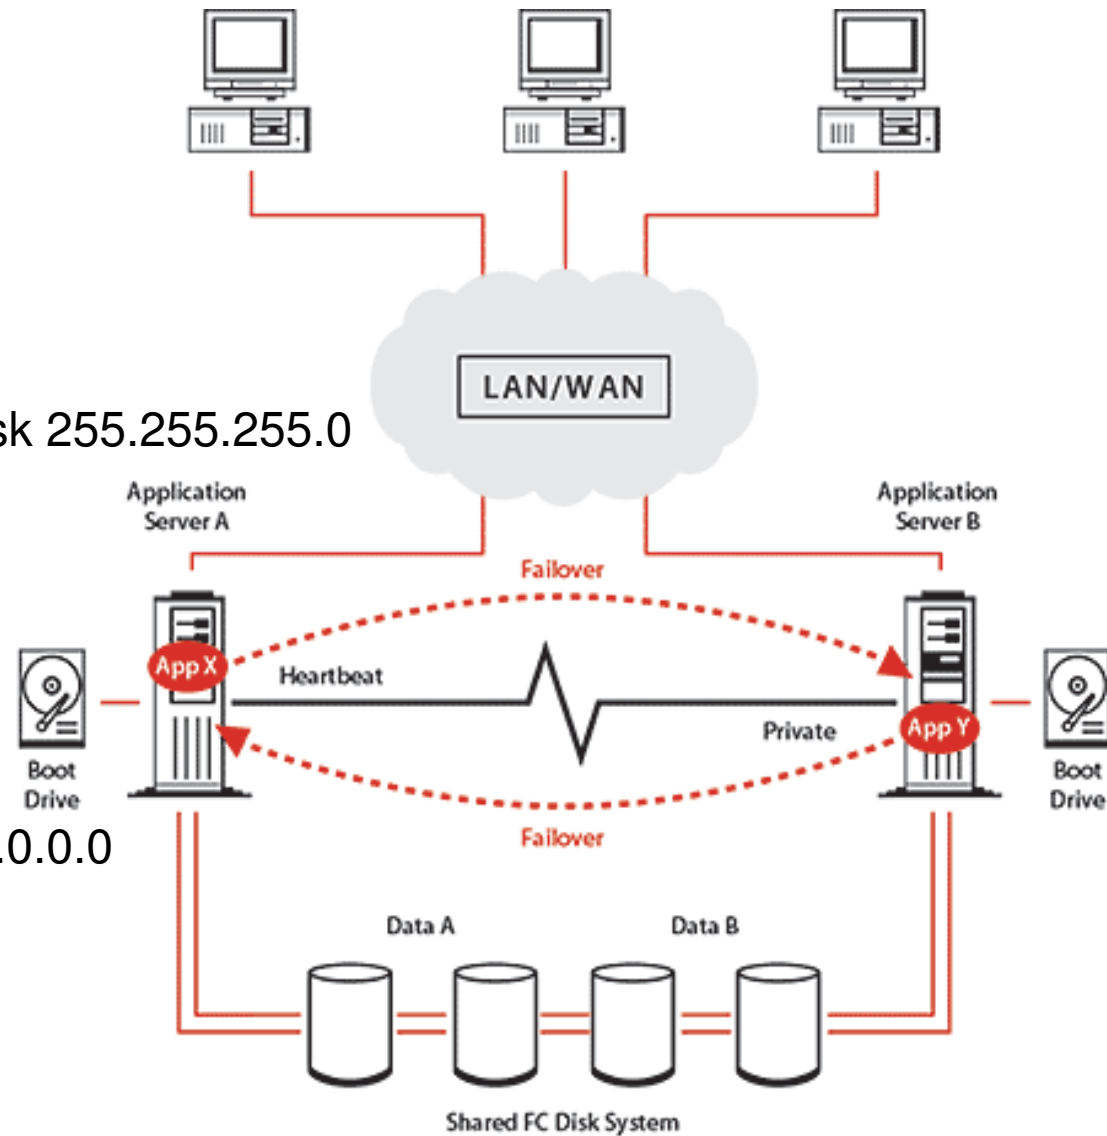 LAN/WAN
sk 255.255.255.0
Application
Server A
Application
Server B
Failover
App X
Heartbeat
Private
App Y
Boot
Drive
Boot
Drive
Failover
.0.0.0
Data A
Data B
Shared FC Disk System